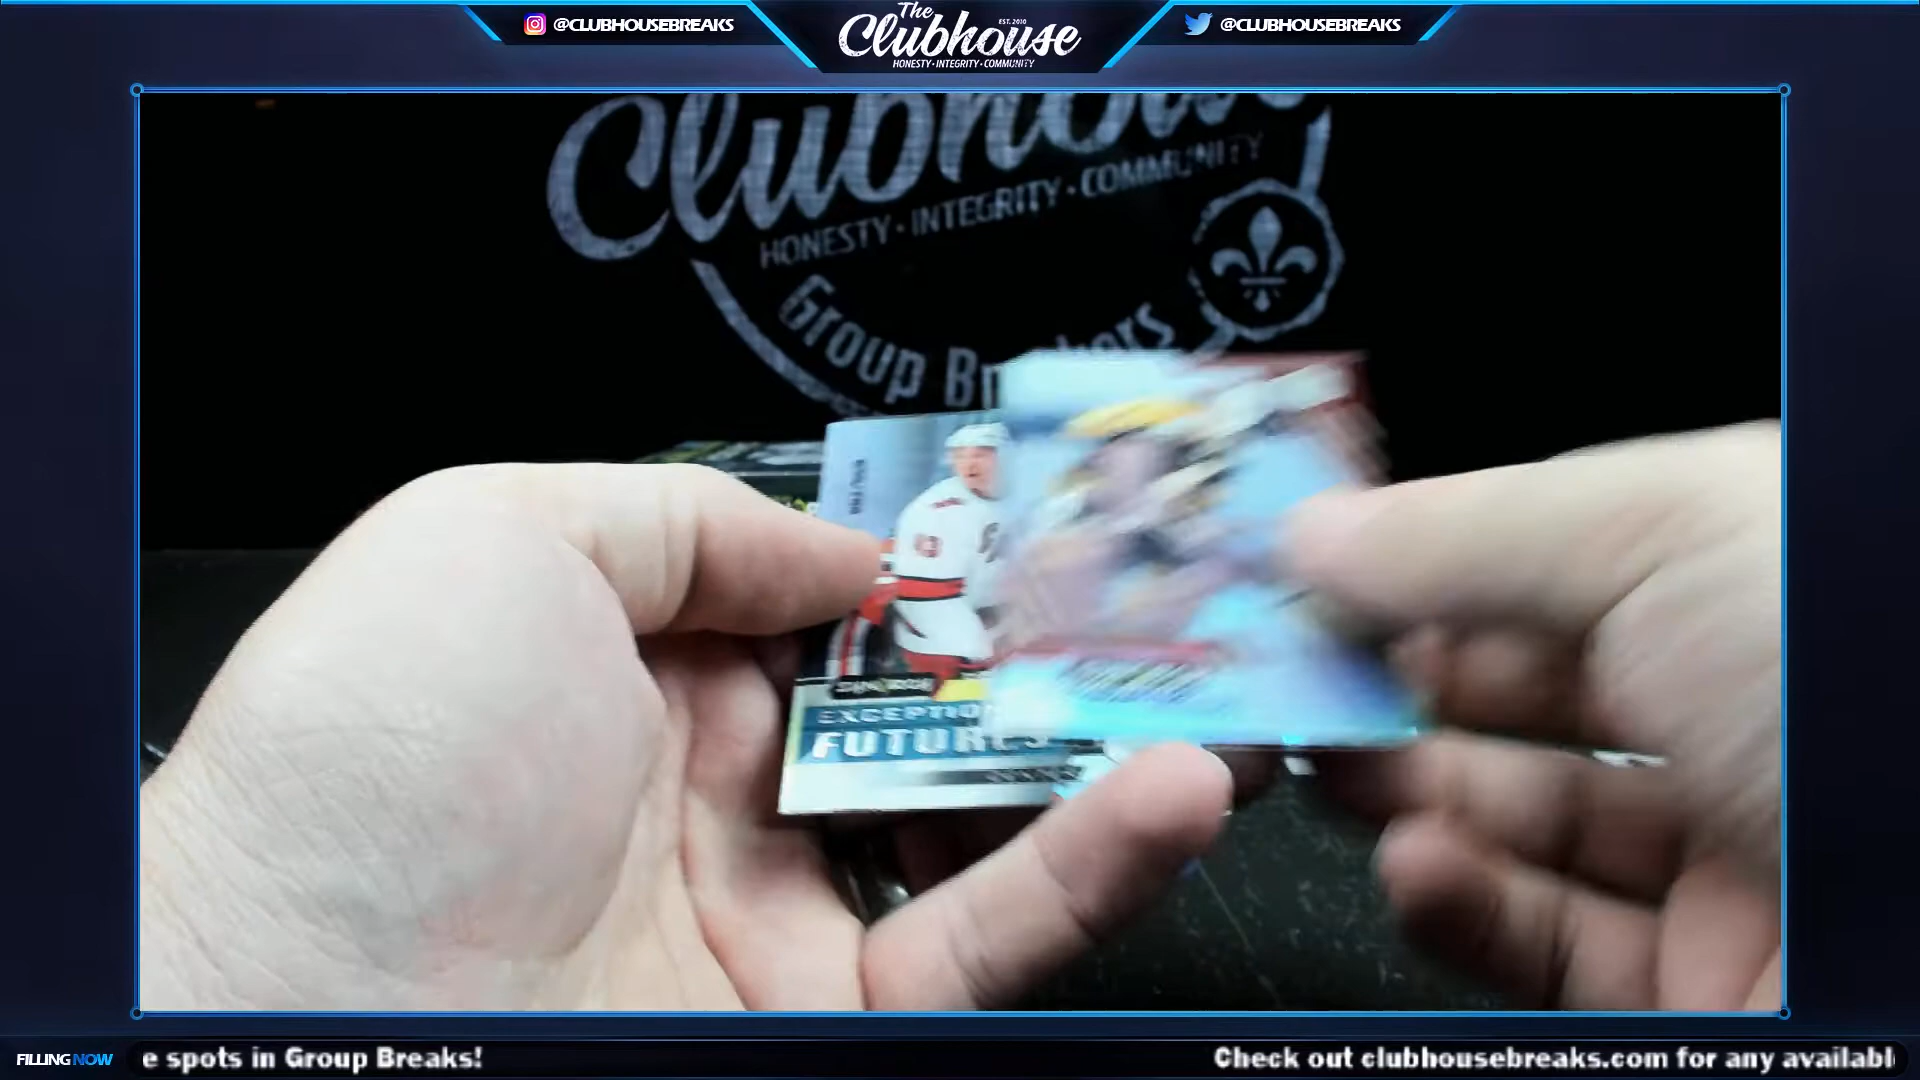 @CLUBHOUSEBREAKS
The
Clubhouse
EST. 2010
HONESTY • INTEGRITY • COMMUNITY
@CLUBHOUSEBREAKS
HONESTY • INTEGRITY • COMMUNITY
Group
FUTURES
FILLING NOW
e spots in Group Breaks!
Check out clubhousebreaks.com for any availabl